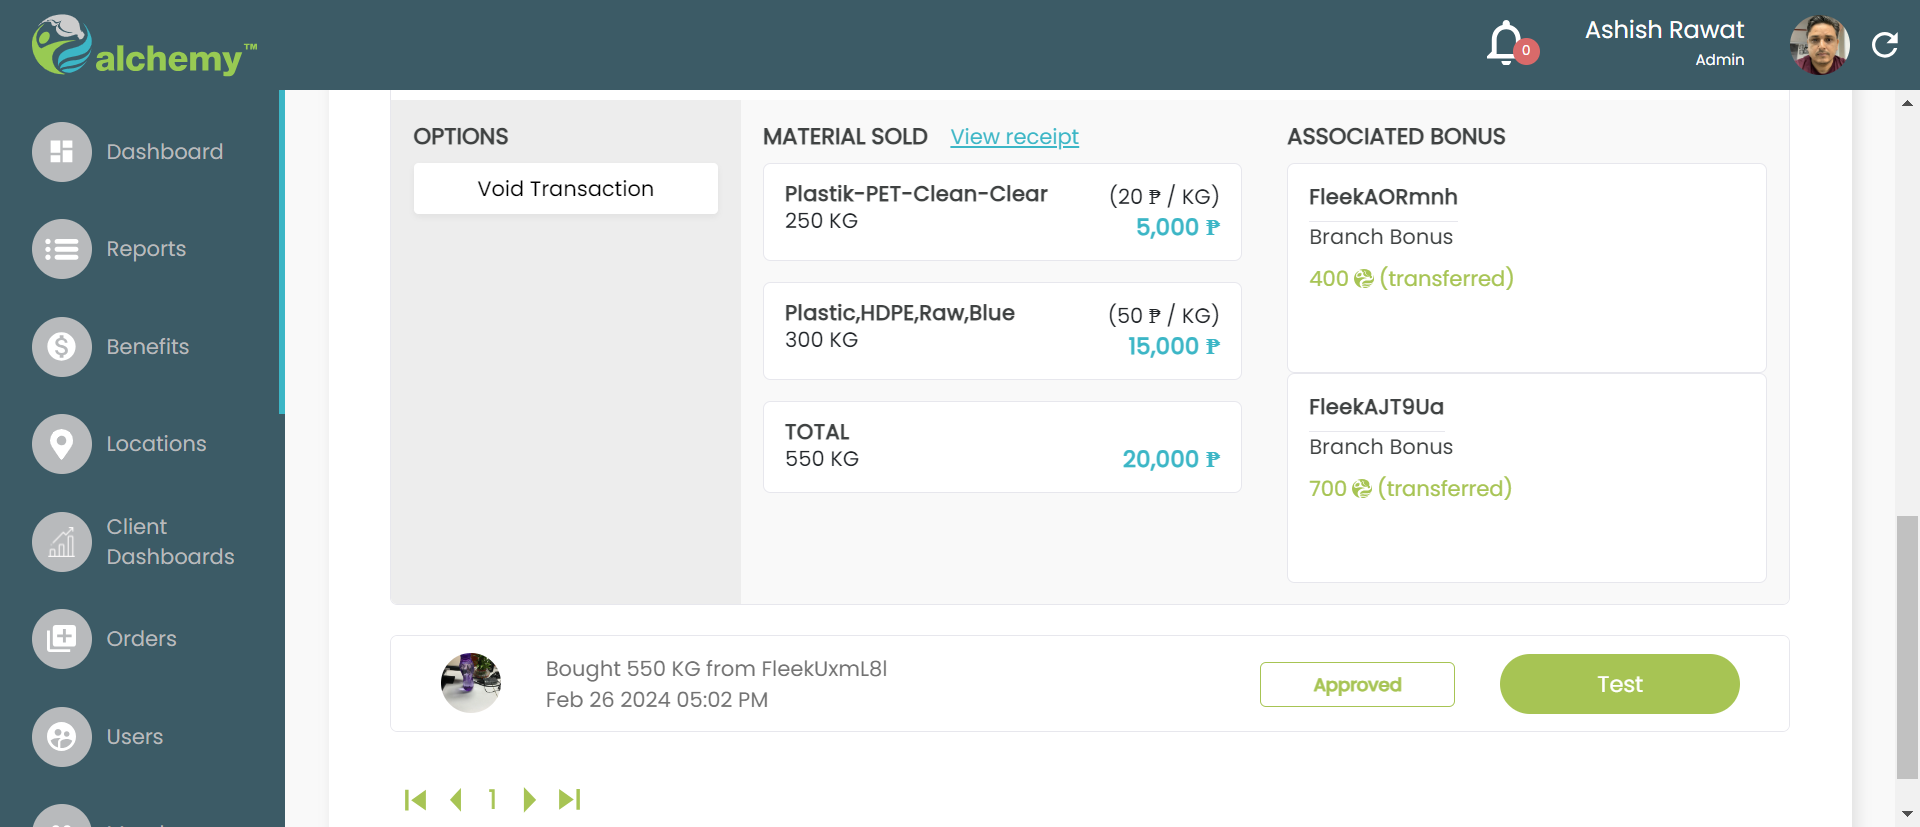 alchemy™
0
Ashish Rawat
Admin
Dashboard
Reports
Benefits
Locations
Client
Dashboards
Orders
Users
OPTIONS
Void Transaction
MATERIAL SOLD View receipt
Plastik-PET-Clean-Clear (20 ₱ / KG)
250 KG 5,000 ₱
Plastic,HDPE,Raw,Blue (50 ₱ / KG)
300 KG 15,000 ₱
TOTAL
550 KG 20,000 ₱
ASSOCIATED BONUS
FleekAORmnh
Branch Bonus
400 (transferred)
FleekAJT9Ua
Branch Bonus
700 (transferred)
Bought 550 KG from FleekUxmL8l
Feb 26 2024 05:02 PM
Approved
Test
1